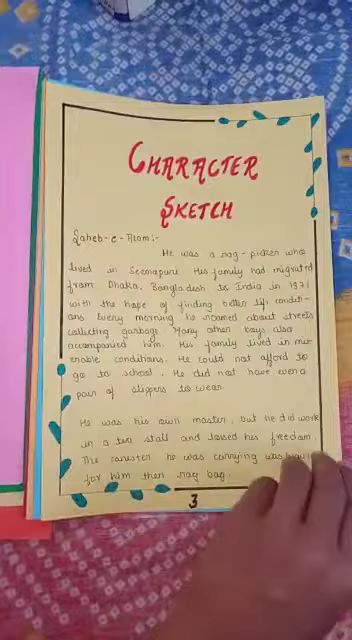 CHARACTER
SKETCH
Saheb-e-Alam:-
He was a rag-picker who
lived in Seemapuri. His family had migrated
from Dhaka, Bangladesh to India in 1971
with the hope of finding better life conditi-
ons Every morning he roamed about streets
collecting garbage. Many other boys also
accompanied him. His family lived in mis-
erable conditions. He could not afford to
go to school. He did not have even a
pair of slippers to wear.
He was his own master, but he did work
in a tea stall and lossed his freedom.
The canister he was carrying was
for him then rag bag.
3